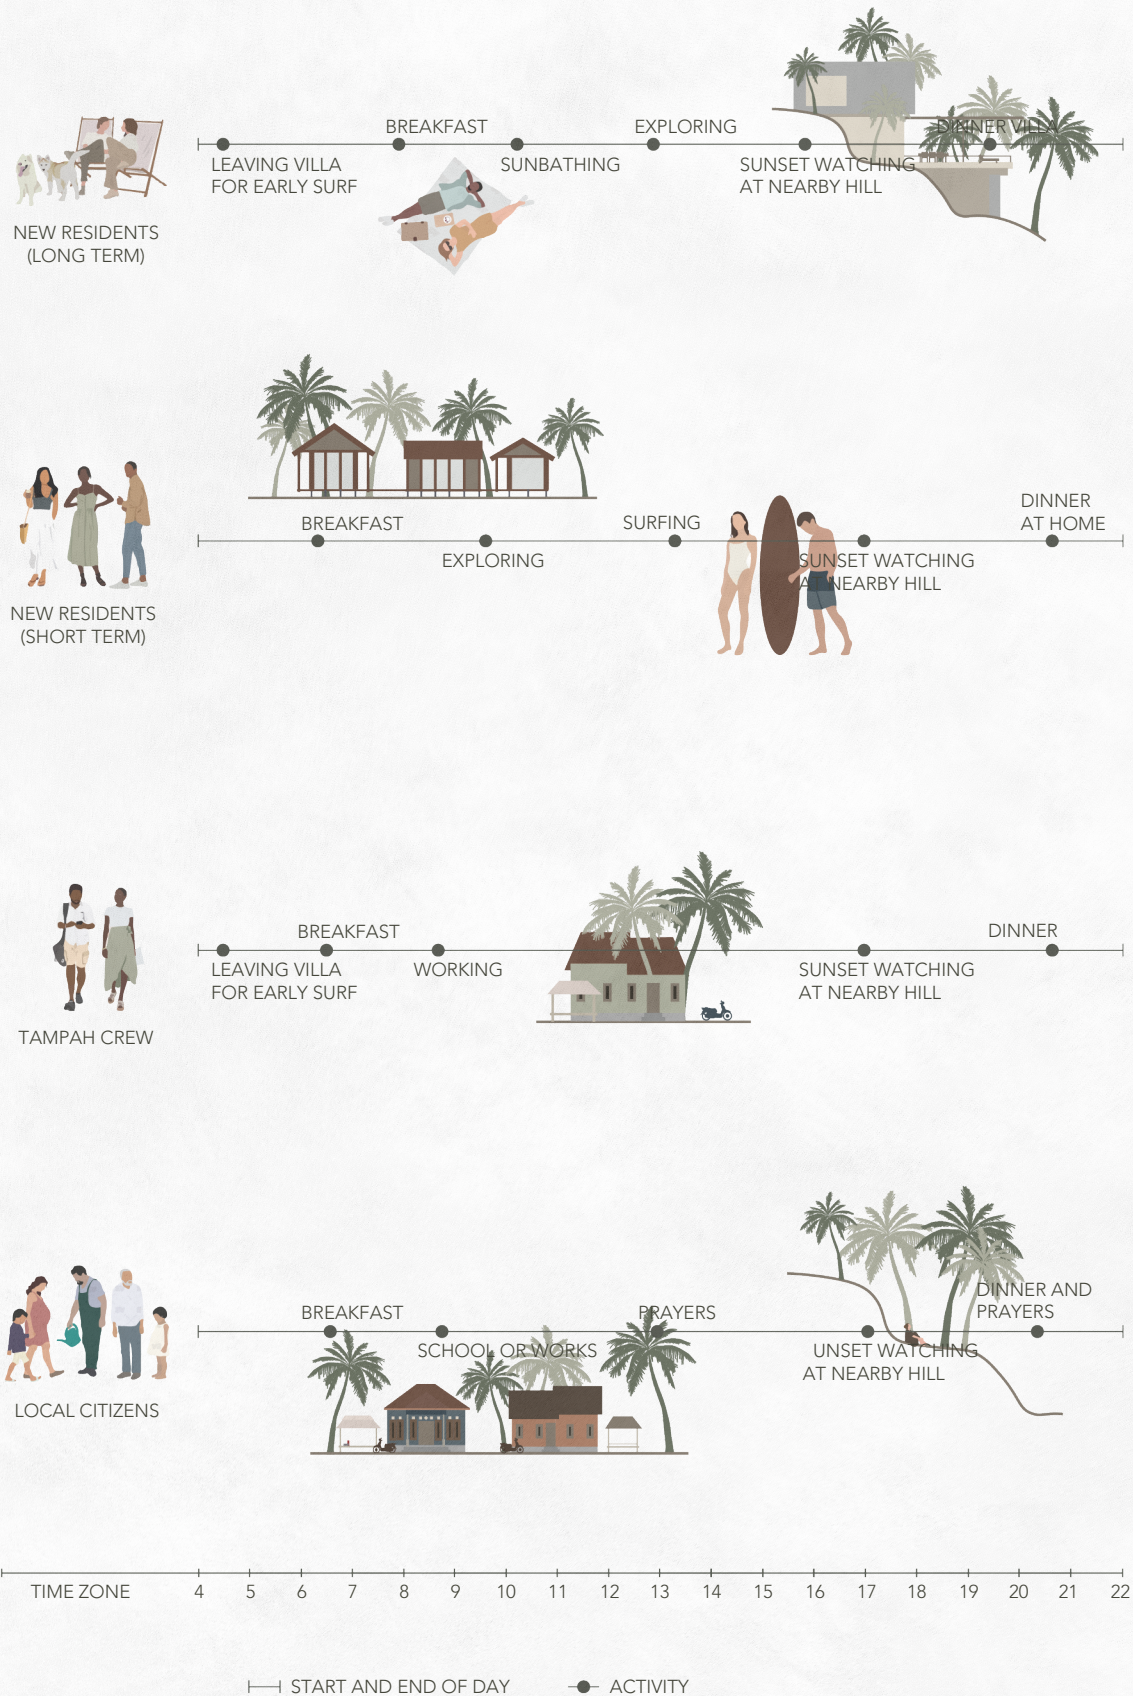 BREAKFAST
EXPLORING
DINNER VILLA
LEAVING VILLA
FOR EARLY SURF
SUNBATHING
SUNSET WATCHING
AT NEARBY HILL
NEW RESIDENTS
(LONG TERM)
BREAKFAST
SURFING
DINNER
AT HOME
EXPLORING
SUNSET WATCHING
AT NEARBY HILL
NEW RESIDENTS
(SHORT TERM)
BREAKFAST
DINNER
LEAVING VILLA
FOR EARLY SURF
WORKING
SUNSET WATCHING
AT NEARBY HILL
TAMPAH CREW
BREAKFAST
PRAYERS
DINNER AND
PRAYERS
SCHOOL OR WORKS
UNSET WATCHING
AT NEARBY HILL
LOCAL CITIZENS
TIME ZONE 4 5 6 7 8 9 10 11 12 13 14 15 16 17 18 19 20 21 22
START AND END OF DAY
ACTIVITY